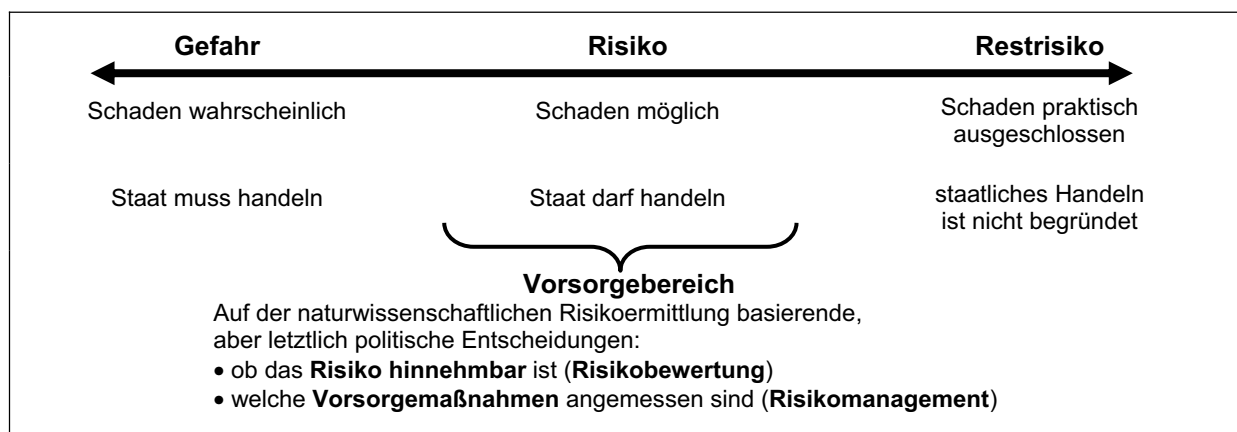 Gefahr Risiko Restrisiko
Schaden wahrscheinlich Schaden möglich Schaden praktisch
ausgeschlossen
Staat muss handeln Staat darf handeln staatliches Handeln
ist nicht begründet
Vorsorgebereich
Auf der naturwissenschaftlichen Risikoermittlung basierende,
aber letztlich politische Entscheidungen:
• ob das Risiko hinnehmbar ist (Risikobewertung)
• welche Vorsorgemaßnahmen angemessen sind (Risikomanagement)